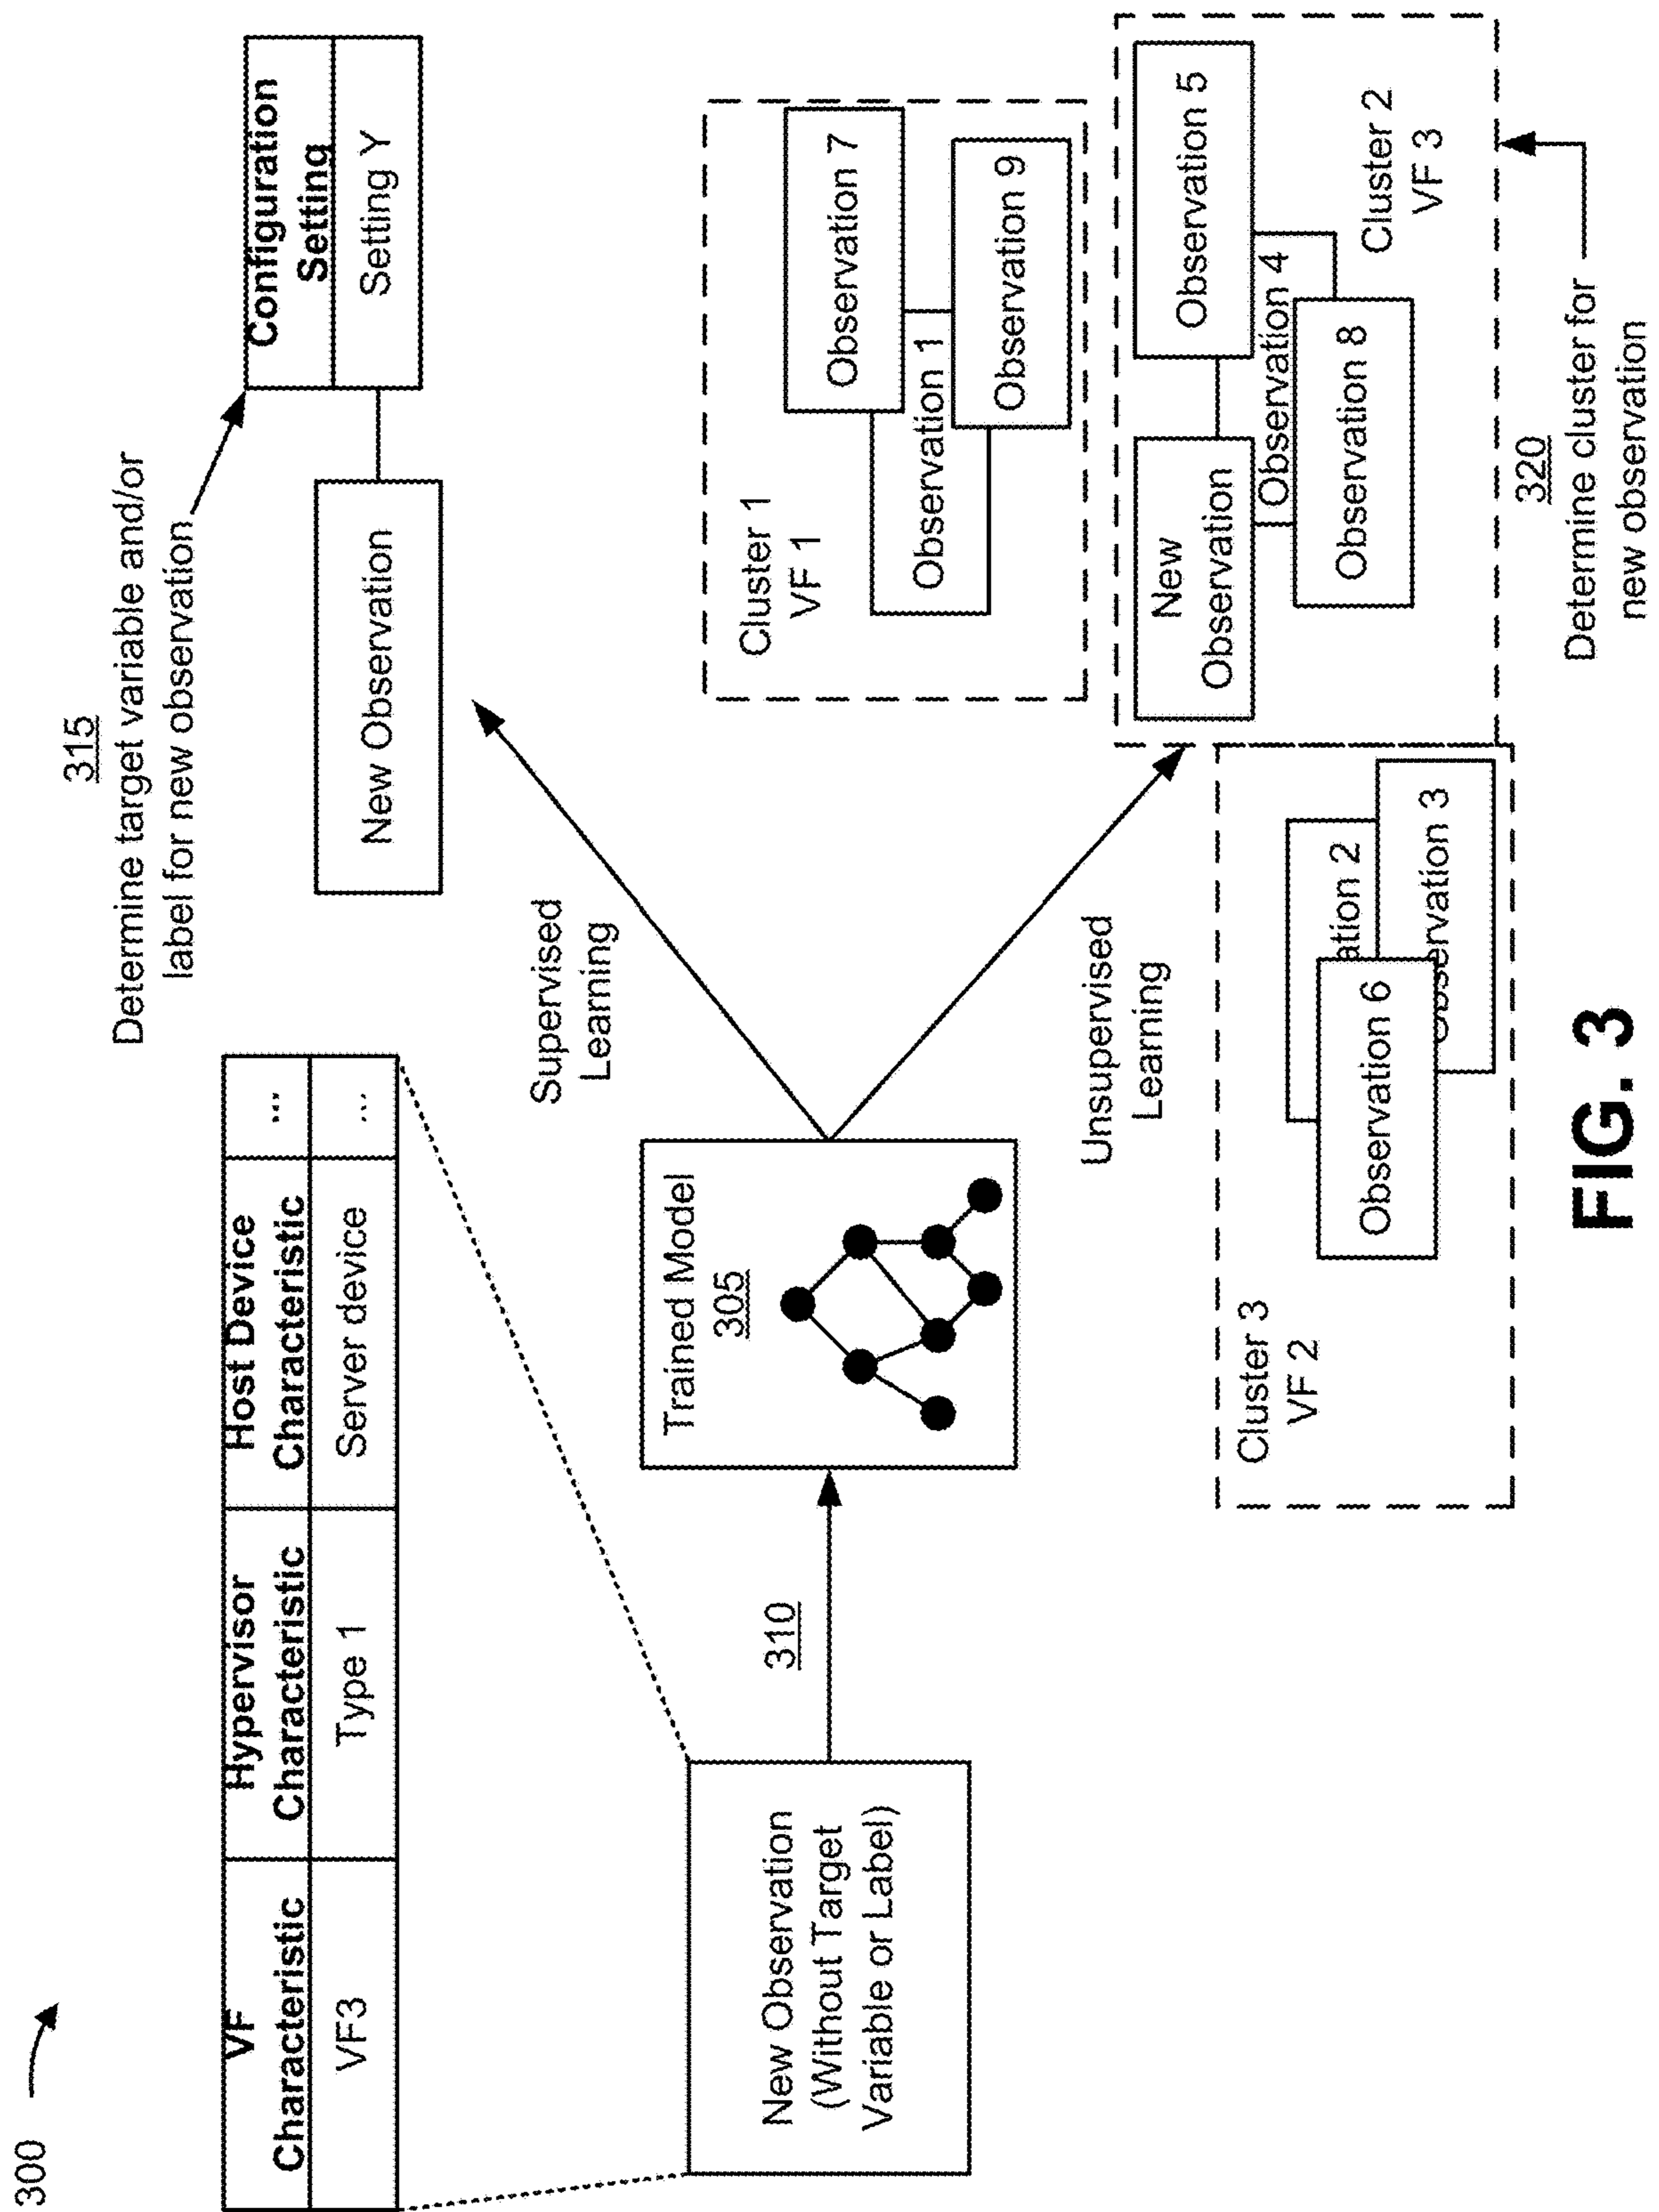 300
VF
Characteristic
Hypervisor
Characteristic
Host Device
Characteristic
...
VF3
Type 1
Server device
...
315
Determine target variable and/or
label for new observation
Configuration
Setting
Setting Y
New Observation
Supervised
Learning
New Observation
(Without Target
Variable or Label)
310
Trained Model
305
Unsupervised
Learning
Cluster 1
VF 1
Observation 7
Observation 1
Observation 9
New
Observation
Observation 5
Observation 4
Observation 8
Cluster 2
VF 3
Cluster 3
VF 2
ation 2
Observation 6
bservation 3
320
Determine cluster for
new observation
FIG. 3